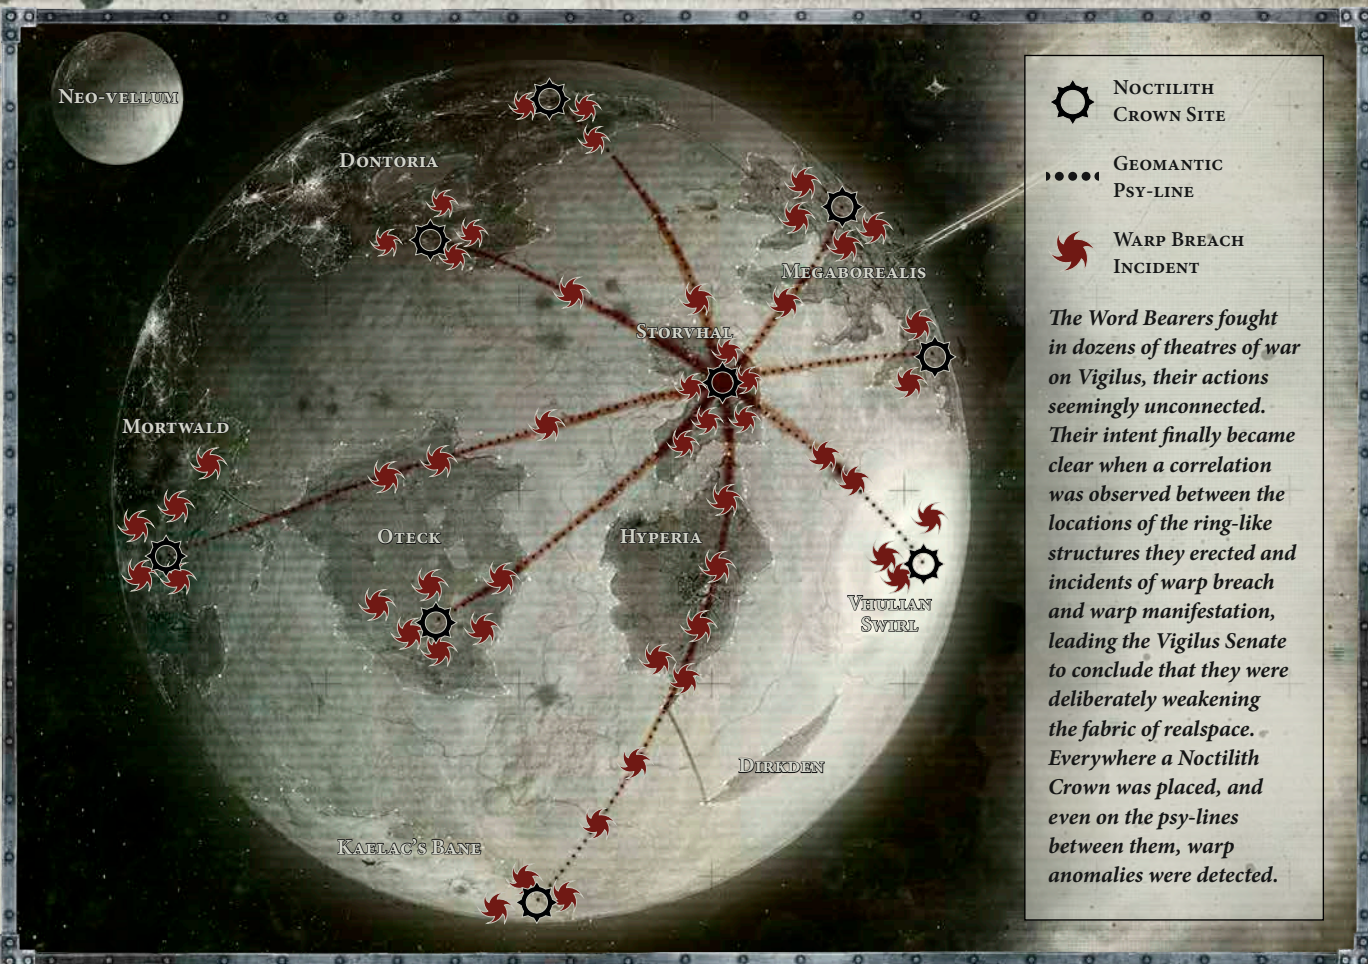 Neo-vellum
Dontoria
Megaborealis
Storvhal
Mortwald
Oteck
Hyperia
Vhulian
Swirl
Dirkden
Kaelac's Bane
Noctilith
Crown Site
Geomantic
Psy-line
Warp Breach
Incident
The Word Bearers fought
in dozens of theatres of war
on Vigilus, their actions
seemingly unconnected.
Their intent finally became
clear when a correlation
was observed between the
locations of the ring-like
structures they erected and
incidents of warp breach
and warp manifestation,
leading the Vigilus Senate
to conclude that they were
deliberately weakening
the fabric of realspace.
Everywhere a Noctilith
Crown was placed, and
even on the psy-lines
between them, warp
anomalies were detected.